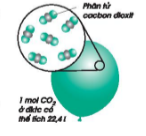 Phân tử
cacbon đioxit
1 mol CO₂
ở đktc có
thể tích 22,4 l